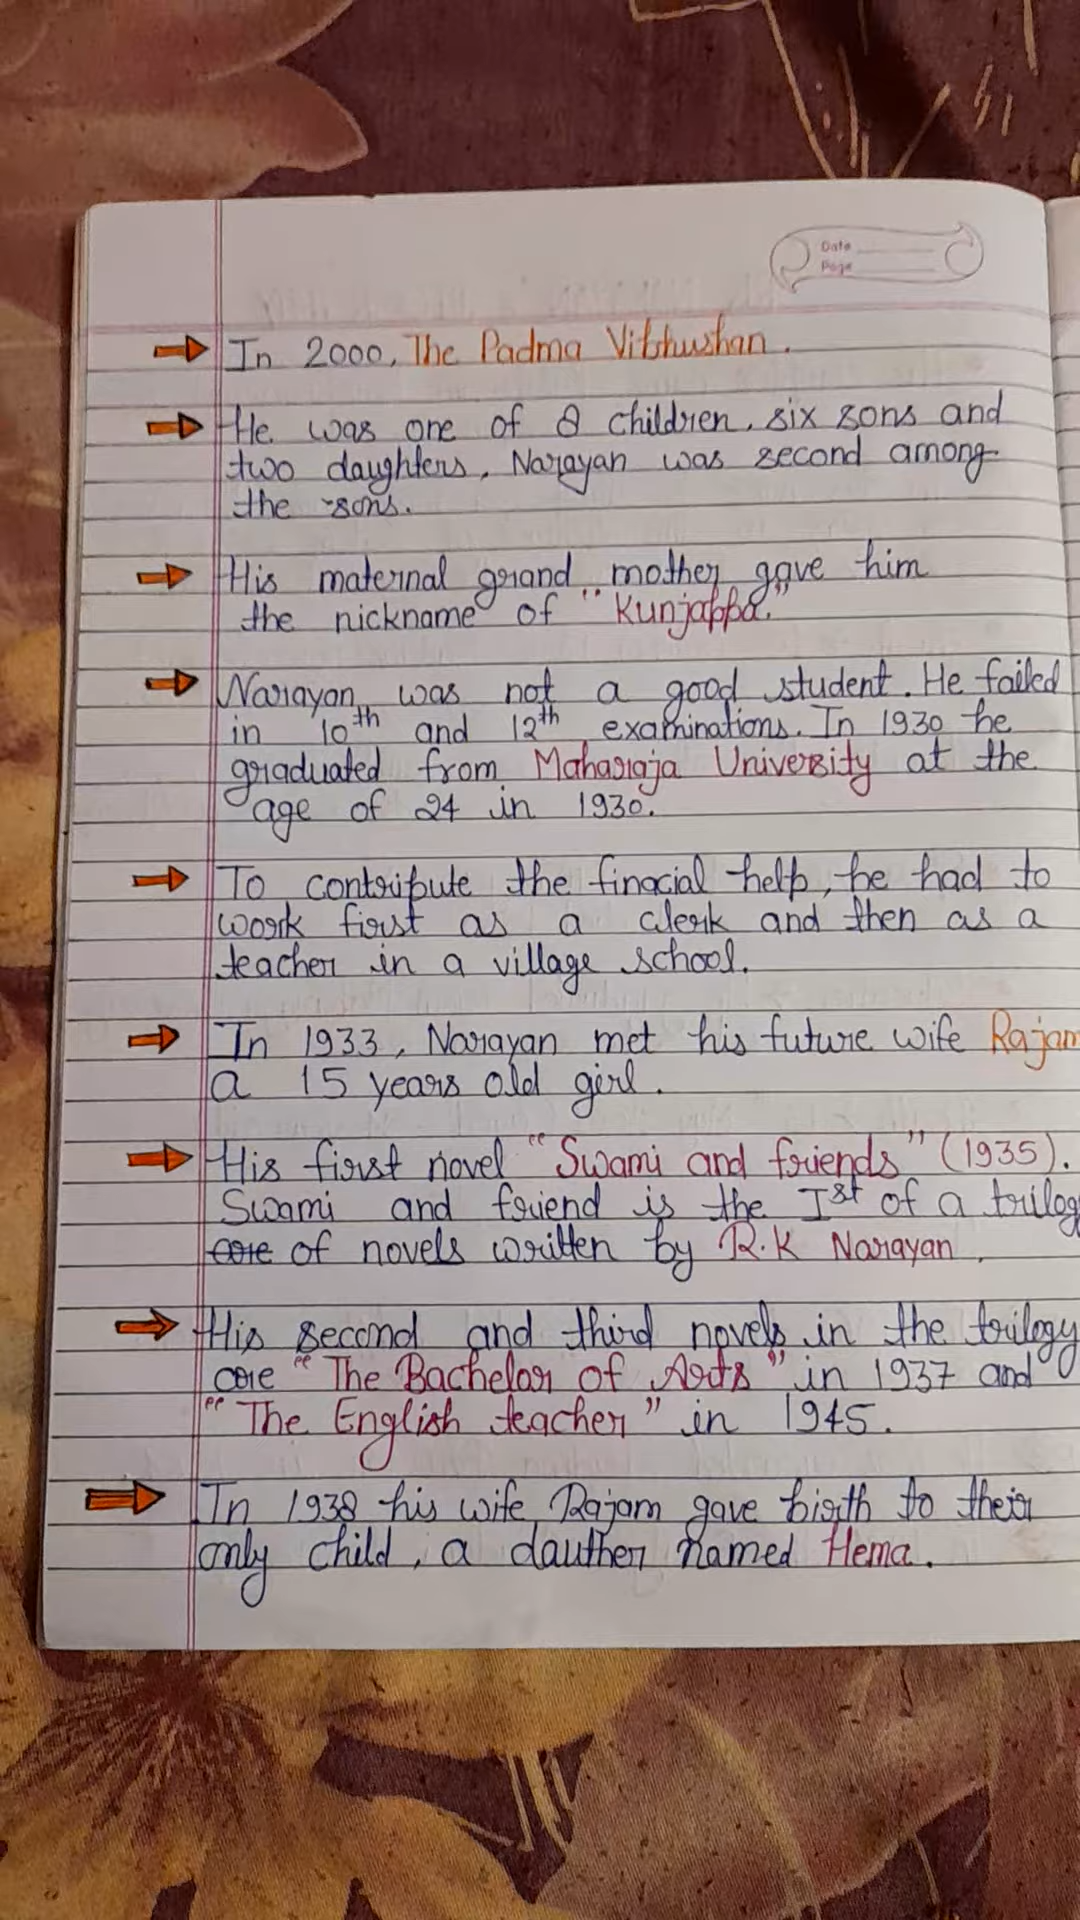 Date
Page
→ In 2000, The Padma Vibhushan.
→ He was one of 8 children, six sons and
two daughters, Narayan was second among
the sons.
→ His maternal grand mother gave him
the nickname of "Kunjappa."
→ Narayan was not a good student. He failed
in 10th and 12th examinations. In 1930 he
graduated from Maharaja University at the
age of 24 in 1930.
→ To contribute the finacial help, he had to
work first as a clerk and then as a
teacher in a village school.
→ In 1933, Narayan met his future wife Rajam
a 15 years old girl.
→ His first novel "Swami and friends" (1935).
Swami and friend is the Ist of a trilog
are of novels written by R.K Narayan.
→ His second and third novels in the trilogy
are "The Bachelor of Arts" in 1937 and
"The English teacher" in 1945.
→ In 1938 his wife Rajam gave birth to their
only child, a dauther named Hema.